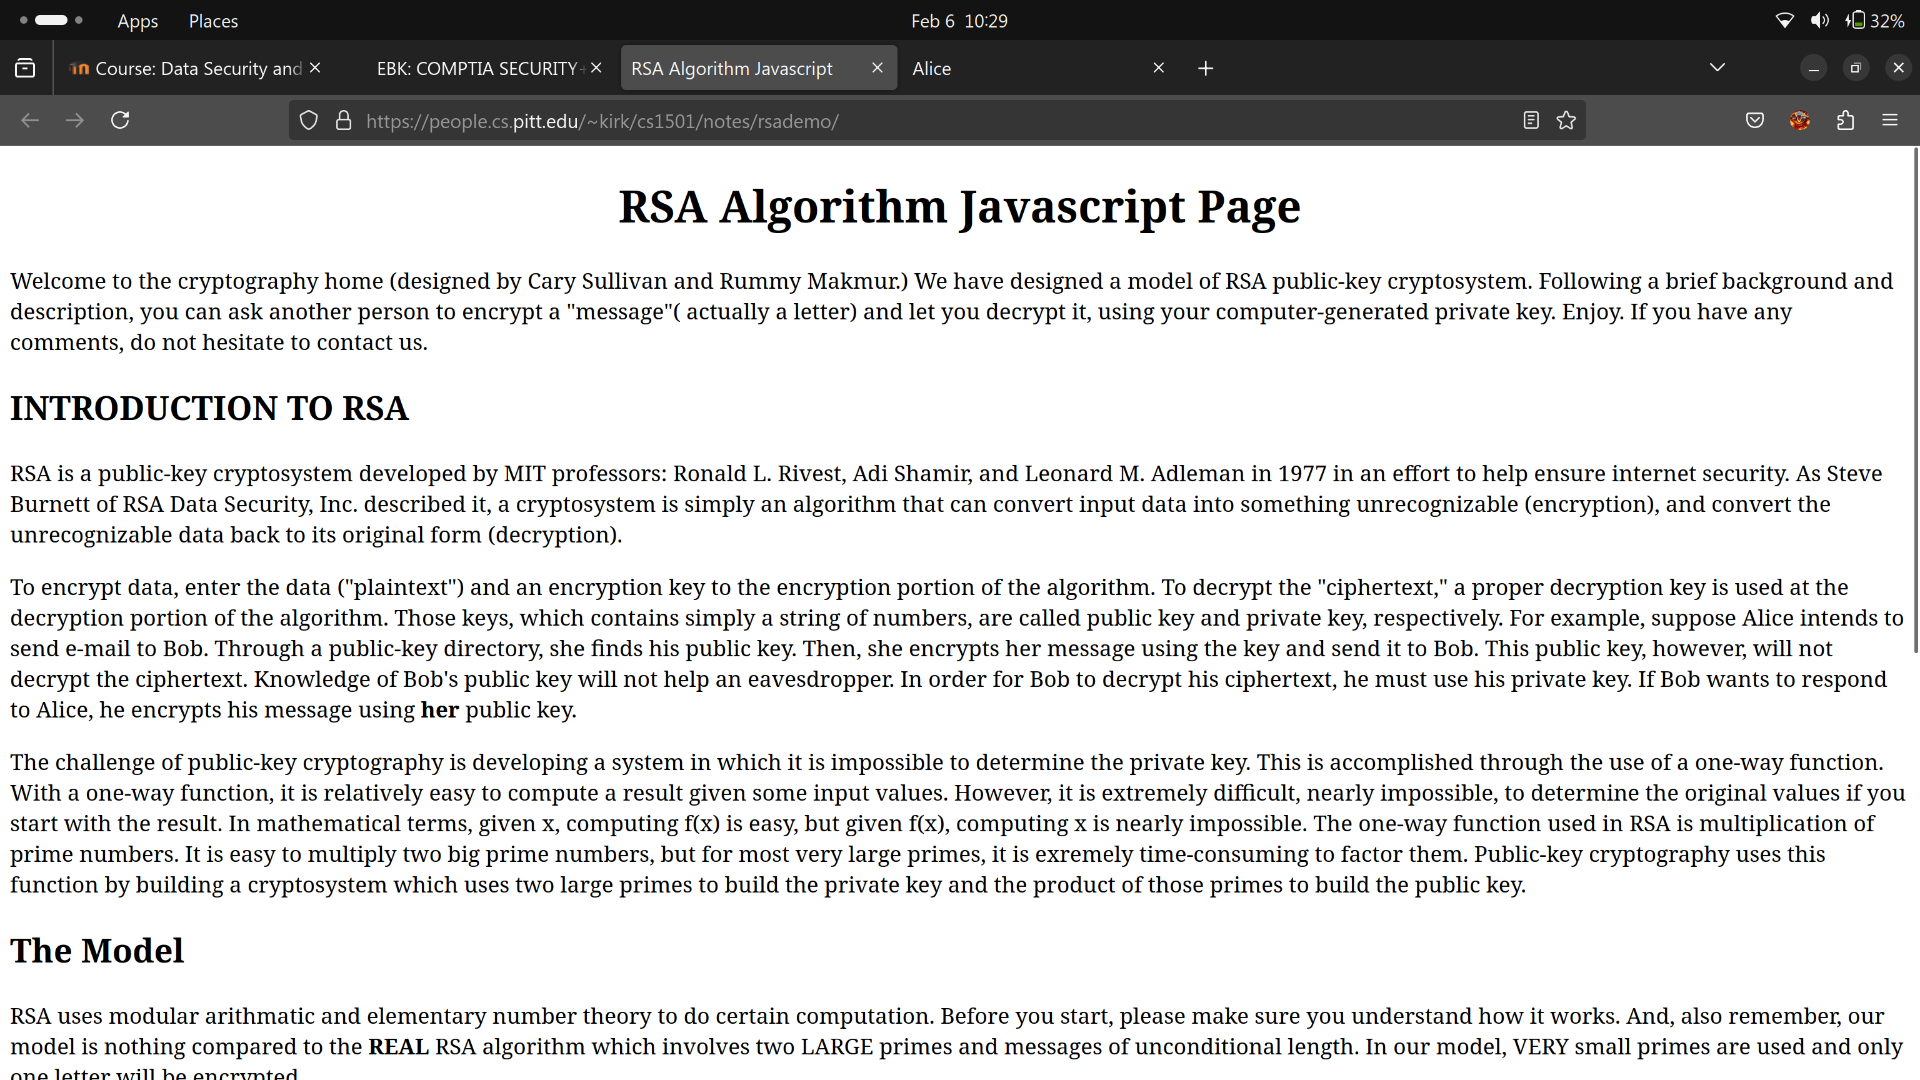 Apps Places Feb 6 10:29 32%
Course: Data Security and EBK: COMPTIA SECURITY+ RSA Algorithm Javascript Alice
https://people.cs.pitt.edu/~kirk/cs1501/notes/rsademo/
RSA Algorithm Javascript Page
Welcome to the cryptography home (designed by Cary Sullivan and Rummy Makmur.) We have designed a model of RSA public-key cryptosystem. Following a brief background and
description, you can ask another person to encrypt a "message"( actually a letter) and let you decrypt it, using your computer-generated private key. Enjoy. If you have any
comments, do not hesitate to contact us.
INTRODUCTION TO RSA
RSA is a public-key cryptosystem developed by MIT professors: Ronald L. Rivest, Adi Shamir, and Leonard M. Adleman in 1977 in an effort to help ensure internet security. As Steve
Burnett of RSA Data Security, Inc. described it, a cryptosystem is simply an algorithm that can convert input data into something unrecognizable (encryption), and convert the
unrecognizable data back to its original form (decryption).
To encrypt data, enter the data ("plaintext") and an encryption key to the encryption portion of the algorithm. To decrypt the "ciphertext," a proper decryption key is used at the
decryption portion of the algorithm. Those keys, which contains simply a string of numbers, are called public key and private key, respectively. For example, suppose Alice intends to
send e-mail to Bob. Through a public-key directory, she finds his public key. Then, she encrypts her message using the key and send it to Bob. This public key, however, will not
decrypt the ciphertext. Knowledge of Bob's public key will not help an eavesdropper. In order for Bob to decrypt his ciphertext, he must use his private key. If Bob wants to respond
to Alice, he encrypts his message using her public key.
The challenge of public-key cryptography is developing a system in which it is impossible to determine the private key. This is accomplished through the use of a one-way function.
With a one-way function, it is relatively easy to compute a result given some input values. However, it is extremely difficult, nearly impossible, to determine the original values if you
start with the result. In mathematical terms, given x, computing f(x) is easy, but given f(x), computing x is nearly impossible. The one-way function used in RSA is multiplication of
prime numbers. It is easy to multiply two big prime numbers, but for most very large primes, it is exremely time-consuming to factor them. Public-key cryptography uses this
function by building a cryptosystem which uses two large primes to build the private key and the product of those primes to build the public key.
The Model
RSA uses modular arithmatic and elementary number theory to do certain computation. Before you start, please make sure you understand how it works. And, also remember, our
model is nothing compared to the REAL RSA algorithm which involves two LARGE primes and messages of unconditional length. In our model, VERY small primes are used and only
one letter will be encrypted